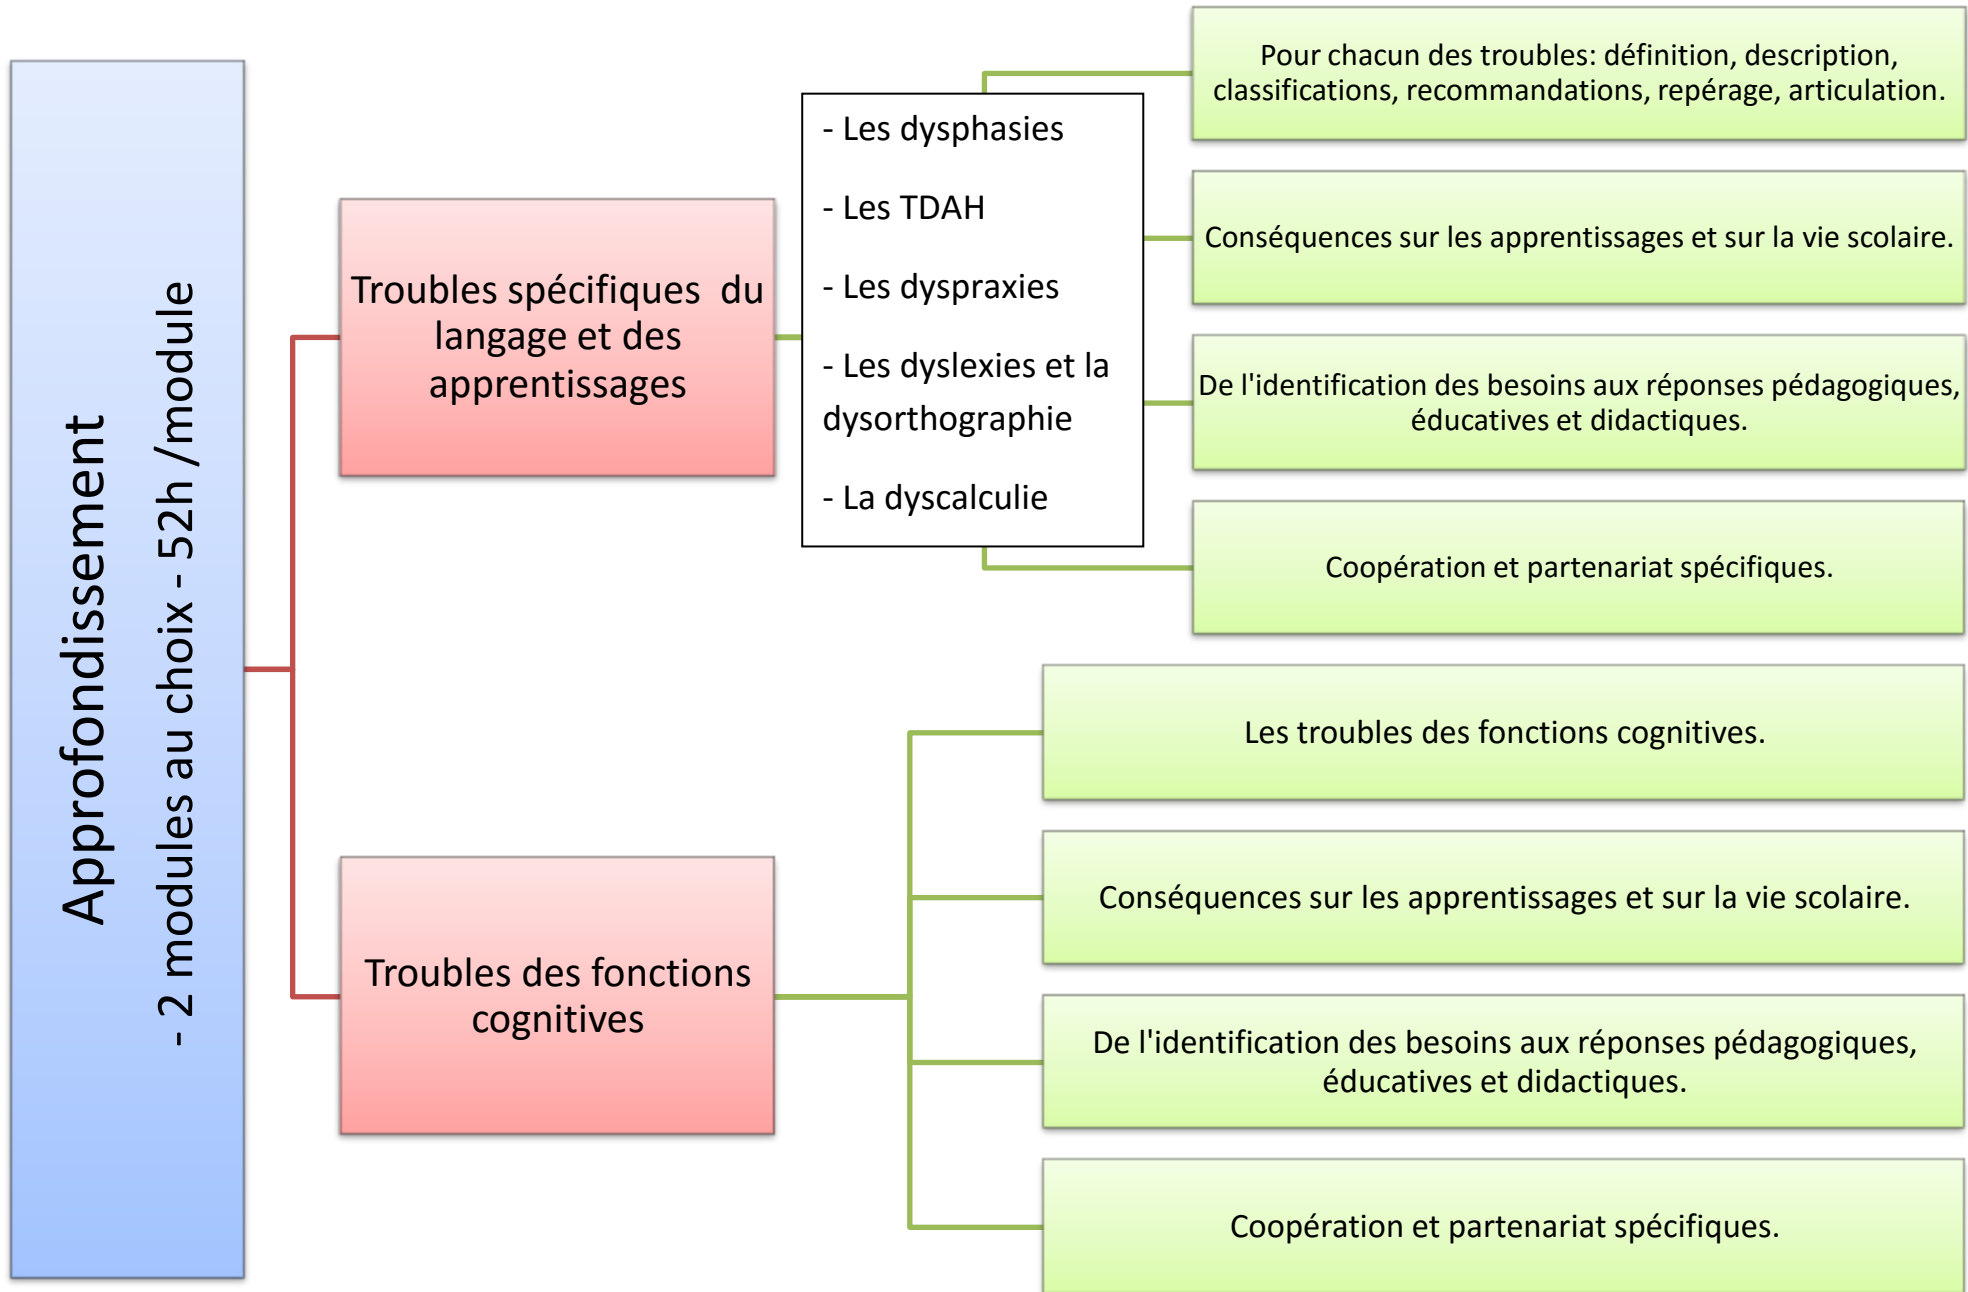 Approfondissement
- 2 modules au choix - 52h /module
Troubles spécifiques  du
langage et des
apprentissages
- Les dysphasies
- Les TDAH
- Les dyspraxies
- Les dyslexies et la
dysorthographie
- La dyscalculie
Pour chacun des troubles: définition, description,
classifications, recommandations, repérage, articulation.
Conséquences sur les apprentissages et sur la vie scolaire.
De l'identification des besoins aux réponses pédagogiques,
éducatives et didactiques.
Coopération et partenariat spécifiques.
Troubles des fonctions
cognitives
Les troubles des fonctions cognitives.
Conséquences sur les apprentissages et sur la vie scolaire.
De l'identification des besoins aux réponses pédagogiques,
éducatives et didactiques.
Coopération et partenariat spécifiques.